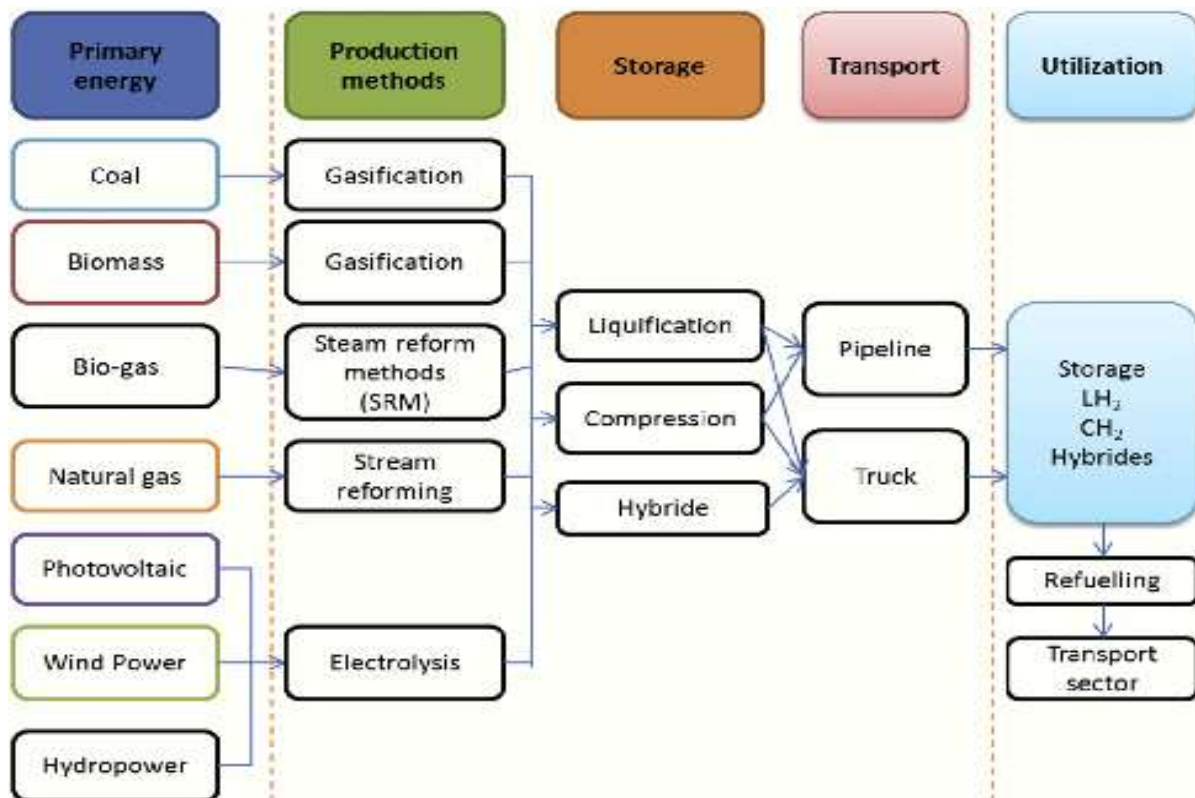 Primary
energy
Production
methods
Storage
Transport
Utilization
Coal
Gasification
Biomass
Gasification
Bio-gas
Steam reform
methods
(SRM)
Natural gas
Stream
reforming
Photovoltaic
Wind Power
Hydropower
Electrolysis
Liquification
Compression
Hybride
Pipeline
Truck
Storage
LH₂
CH₂
Hybrides
Refuelling
Transport
sector